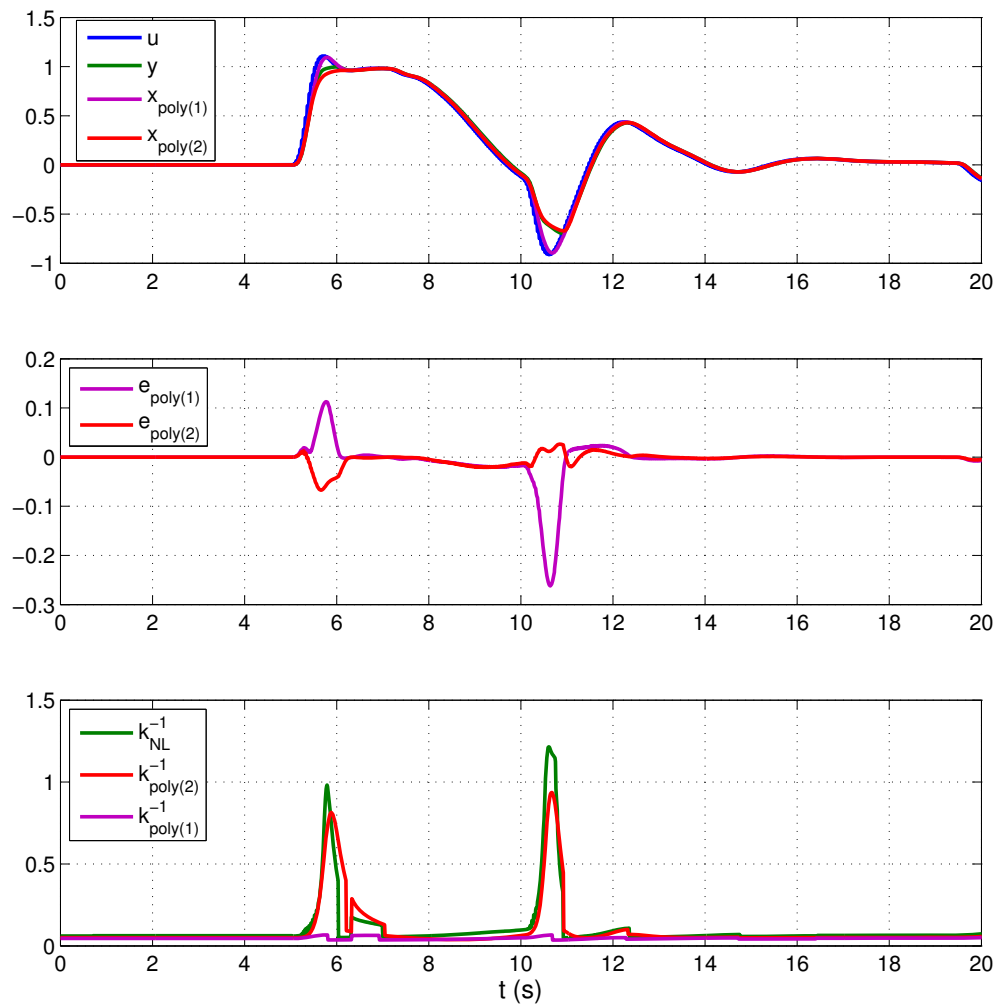 1.5
1
0.5
0
−0.5
−1
u
y
x_poly(1)
x_poly(2)
0 2 4 6 8 10 12 14 16 18 20
0.2
0.1
0
−0.1
−0.2
−0.3
e_poly(1)
e_poly(2)
0 2 4 6 8 10 12 14 16 18 20
1.5
1
0.5
0
k_NL^−1
k_poly(2)^−1
k_poly(1)^−1
0 2 4 6 8 10 12 14 16 18 20
t (s)